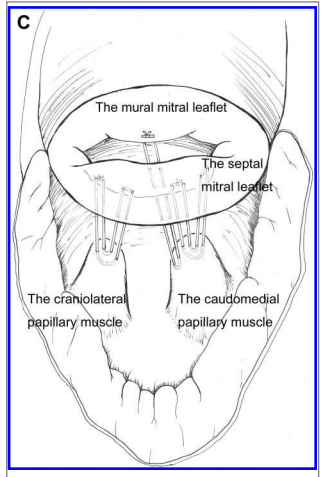 C
The mural mitral leaflet
The septal
mitral leaflet
The craniolateral
papillary muscle
The caudomedial
papillary muscle